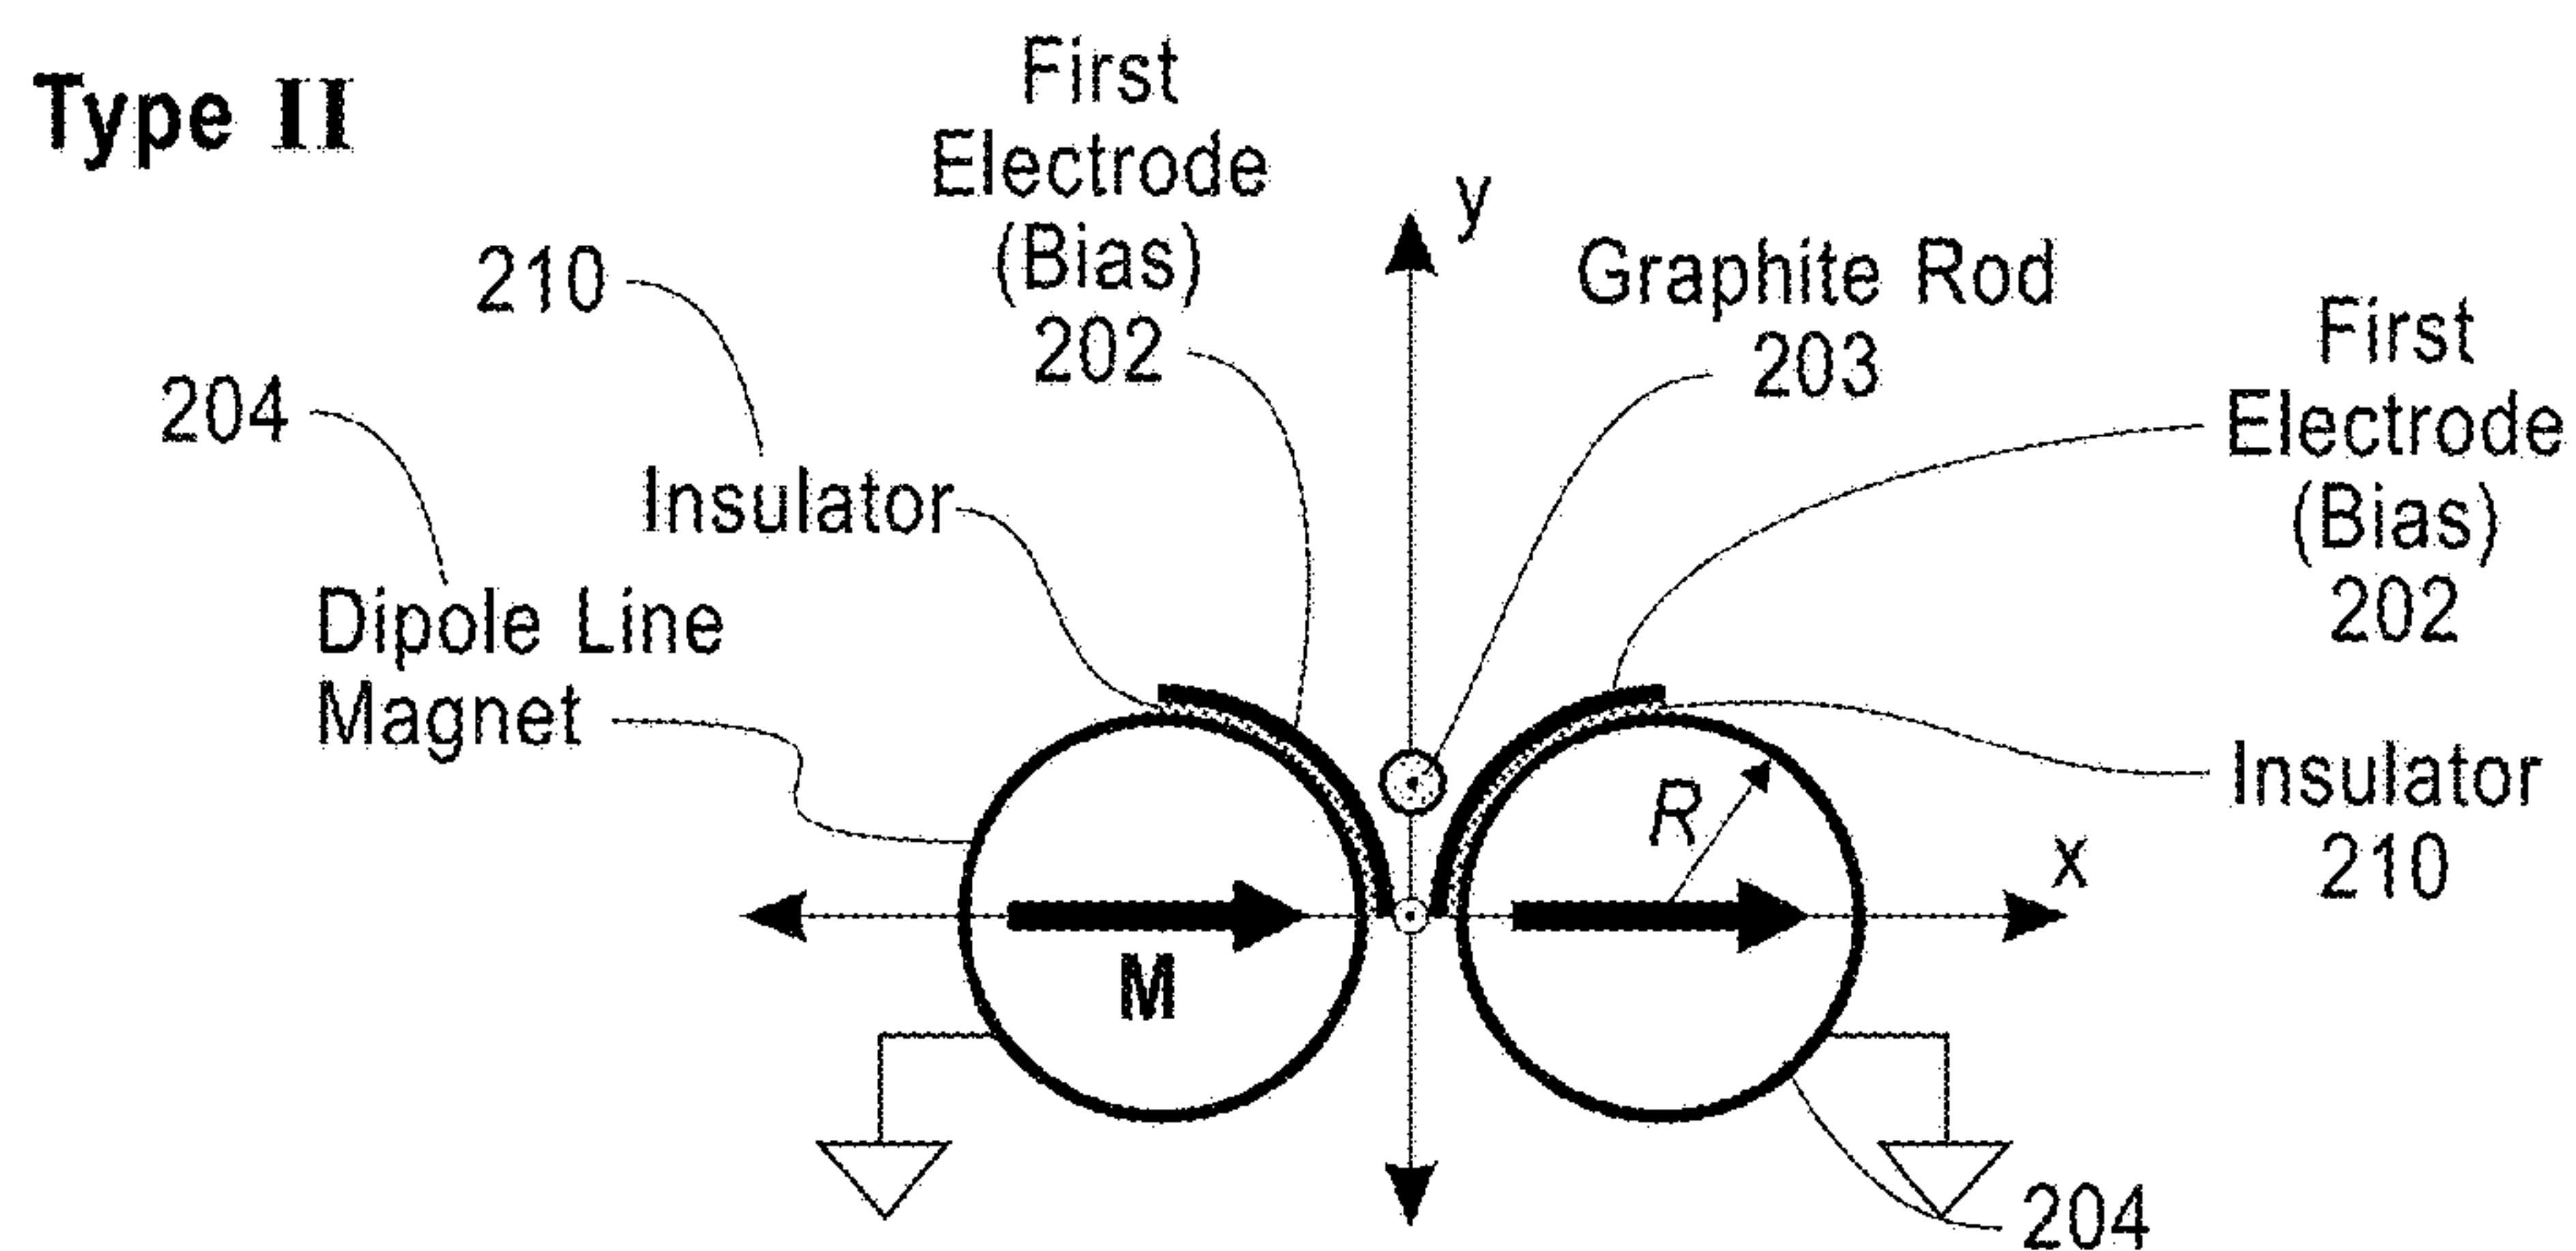 Type II
First
Electrode
(Bias)
202
y
210
Graphite Rod
203
First
Electrode
(Bias)
202
204
Insulator
Dipole Line
Magnet
Insulator
210
R
x
M
204